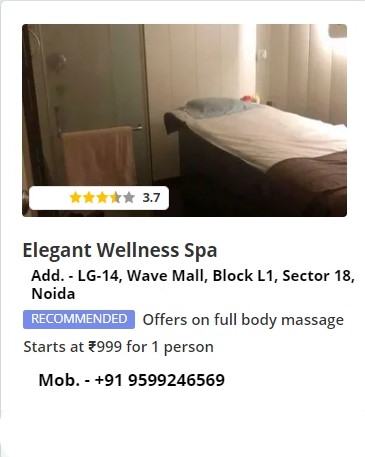 3.7
Elegant Wellness Spa
Add. - LG-14, Wave Mall, Block L1, Sector 18,
Noida
RECOMMENDED Offers on full body massage
Starts at ₹999 for 1 person
Mob. - +91 9599246569